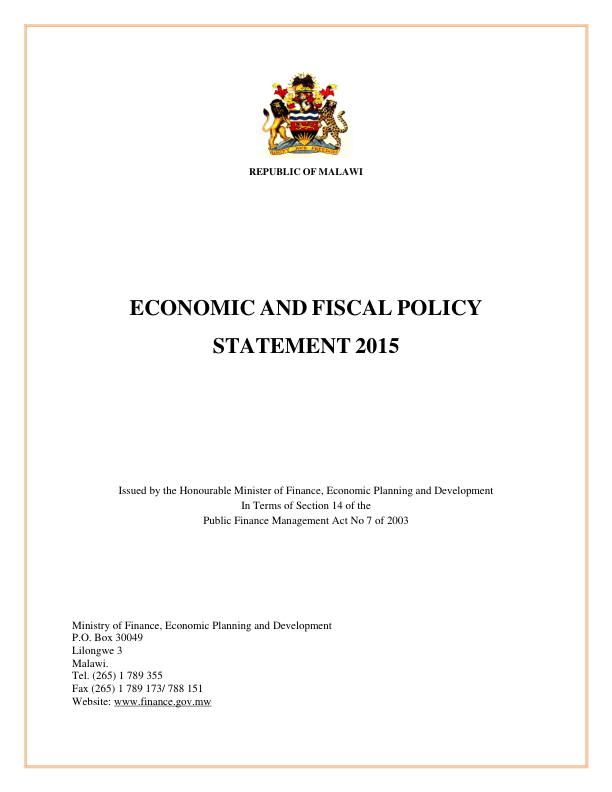 UNITY AND FREEDOM
REPUBLIC OF MALAWI
ECONOMIC AND FISCAL POLICY
STATEMENT 2015
Issued by the Honourable Minister of Finance, Economic Planning and Development
In Terms of Section 14 of the
Public Finance Management Act No 7 of 2003
Ministry of Finance, Economic Planning and Development
P.O. Box 30049
Lilongwe 3
Malawi.
Tel. (265) 1 789 355
Fax (265) 1 789 173/ 788 151
Website: www.finance.gov.mw